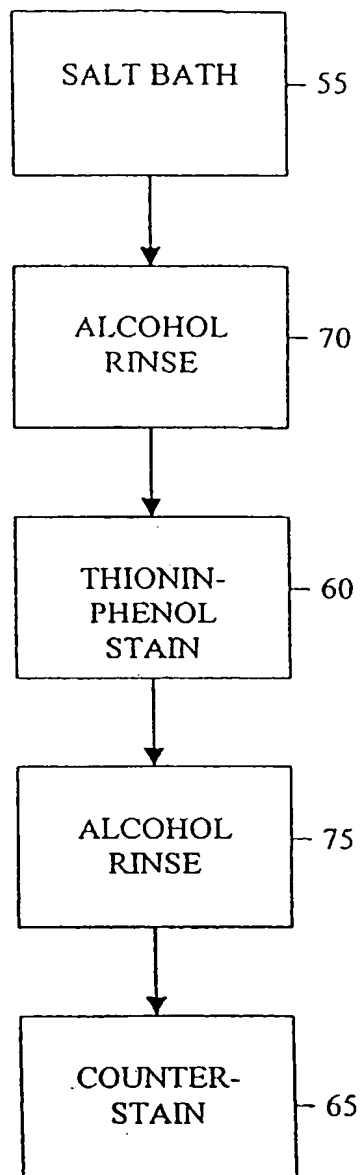 SALT BATH
55
ALCOHOL
RINSE
70
THIONIN-
PHENOL
STAIN
60
ALCOHOL
RINSE
75
COUNTER-
STAIN
65